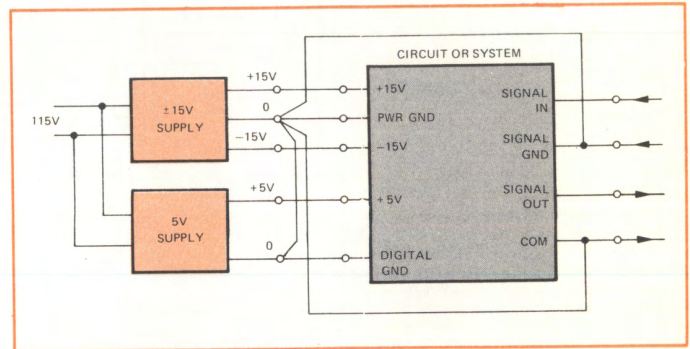 CIRCUIT OR SYSTEM
115V
±15V
SUPPLY
+15V
0
−15V
+15V
PWR GND
−15V
SIGNAL
IN
SIGNAL
GND
5V
SUPPLY
+5V
0
+5V
DIGITAL
GND
SIGNAL
OUT
COM